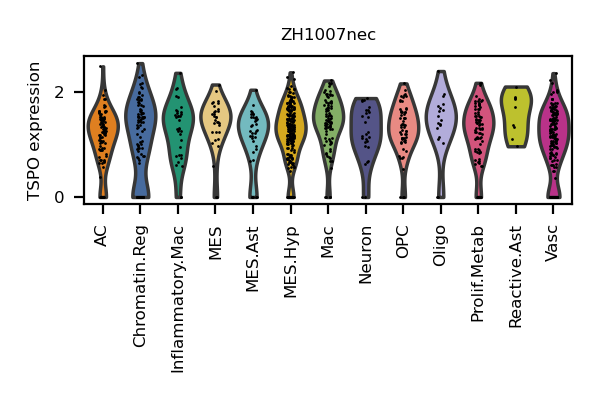 ZH1007nec
TSPO expression
2
0
AC
Chromatin.Reg
Inflammatory.Mac
MES
MES.Ast
MES.Hyp
Mac
Neuron
OPC
Oligo
Prolif.Metab
Reactive.Ast
Vasc